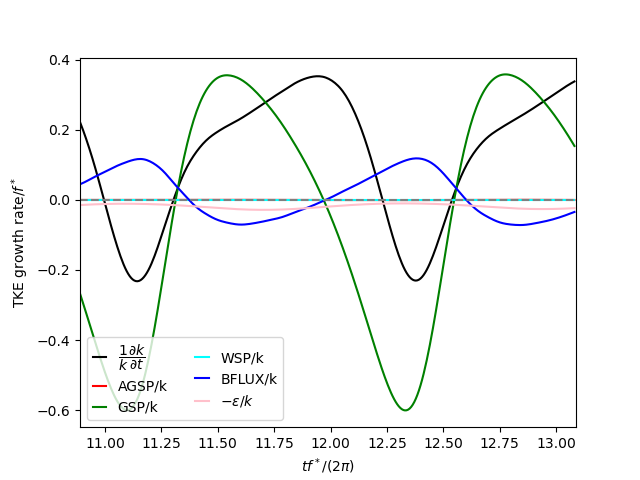 0.4
0.2
0.0
−0.2
−0.4
−0.6
TKE growth rate/f*
1/k ∂k/∂t
AGSP/k
GSP/k
WSP/k
BFLUX/k
−ε/k
11.00 11.25 11.50 11.75 12.00 12.25 12.50 12.75 13.00
tf*/(2π)